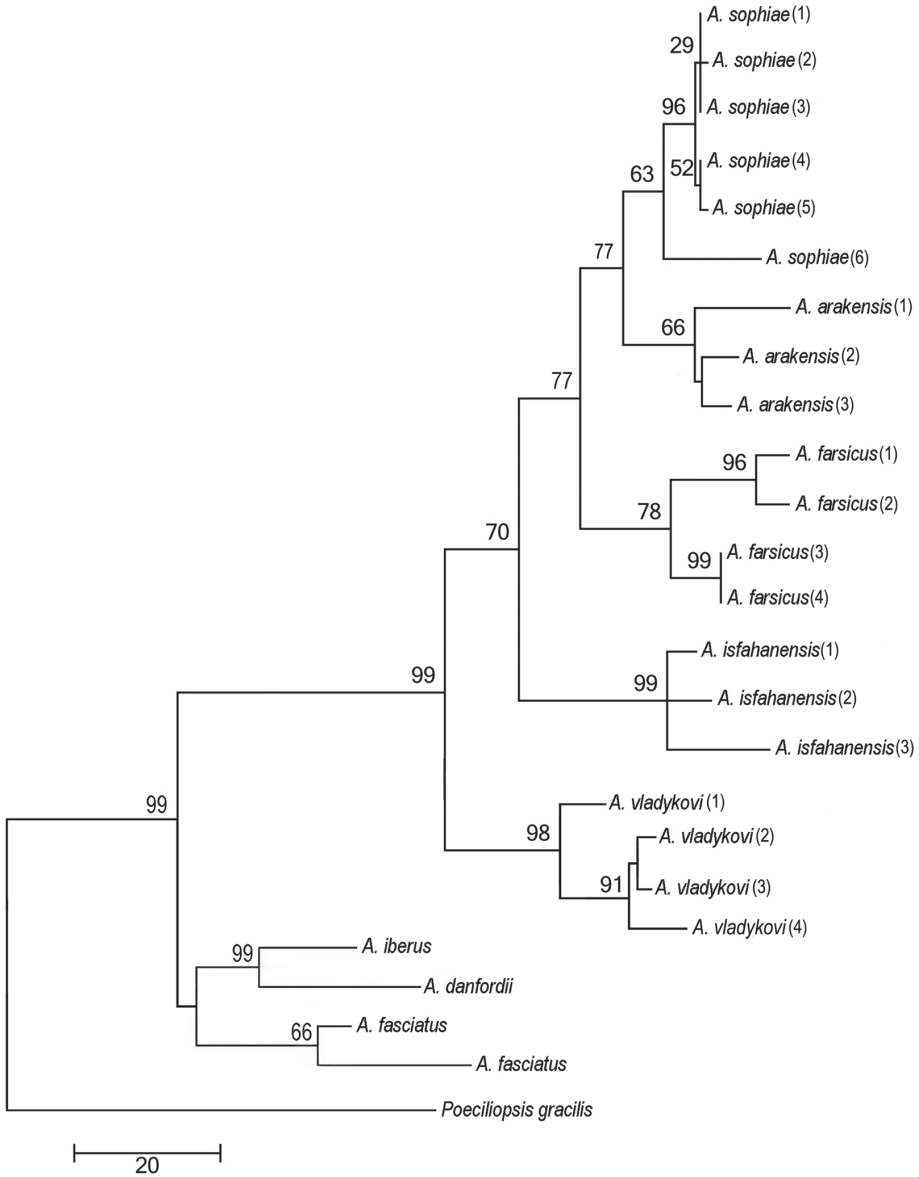 A. sophiae (1)
29
A. sophiae (2)
96
A. sophiae (3)
A. sophiae (4)
52
63
A. sophiae (5)
77
A. sophiae (6)
A. arakensis (1)
66
A. arakensis (2)
77
A. arakensis (3)
A. farsicus (1)
96
A. farsicus (2)
78
70
A. farsicus (3)
99
A. farsicus (4)
A. isfahanensis (1)
99
99
A. isfahanensis (2)
A. isfahanensis (3)
99
A. vladykovi (1)
98
A. vladykovi (2)
91
A. vladykovi (3)
A. vladykovi (4)
99
A. iberus
A. danfordii
66
A. fasciatus
A. fasciatus
Poeciliopsis gracilis
20